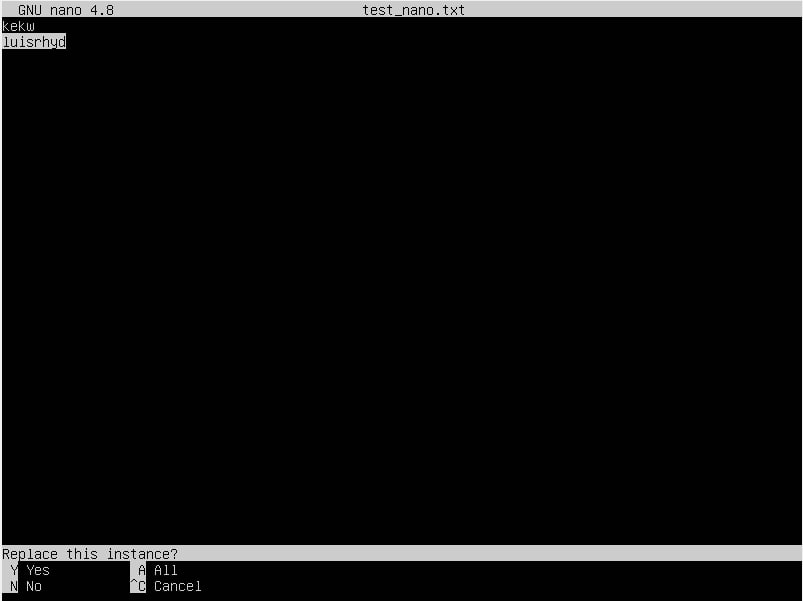 GNU nano 4.8 test_nano.txt
kekw
luisrhyd
Replace this instance?
Y Yes A All
N No ^C Cancel